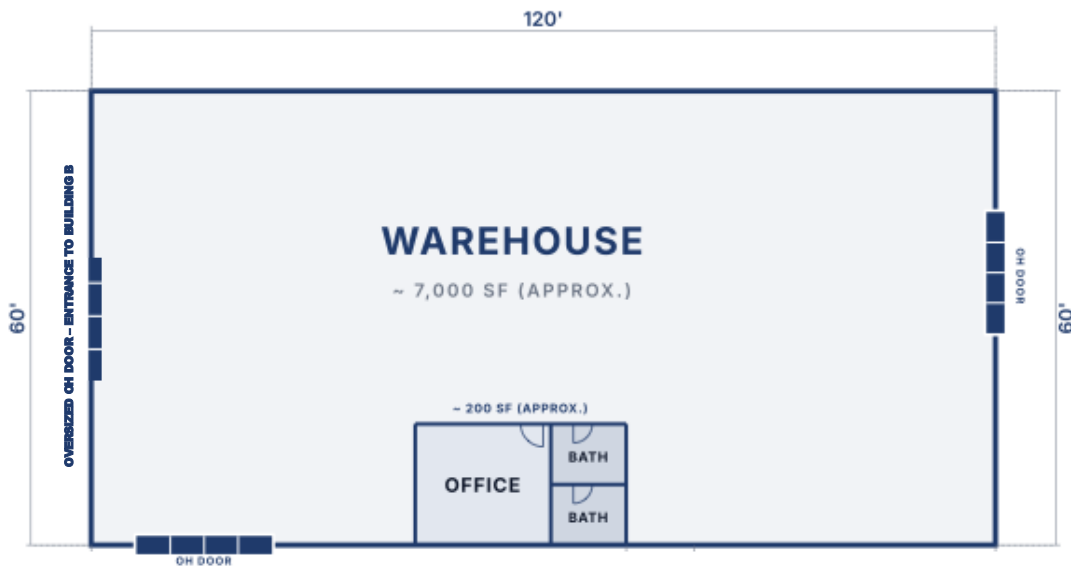 120'
OVERSIZED OH DOOR – ENTRANCE TO BUILDING B
WAREHOUSE
~ 7,000 SF (APPROX.)
OH DOOR
60'
60'
~ 200 SF (APPROX.)
OFFICE
BATH
BATH
OH DOOR